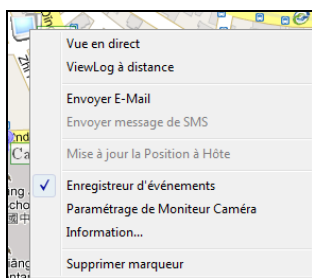 Vue en direct
ViewLog à distance
Envoyer E-Mail
Envoyer message de SMS
Mise à jour la Position à Hôte
Enregistreur d'événements
Paramétrage de Moniteur Caméra
Information...
Supprimer marqueur